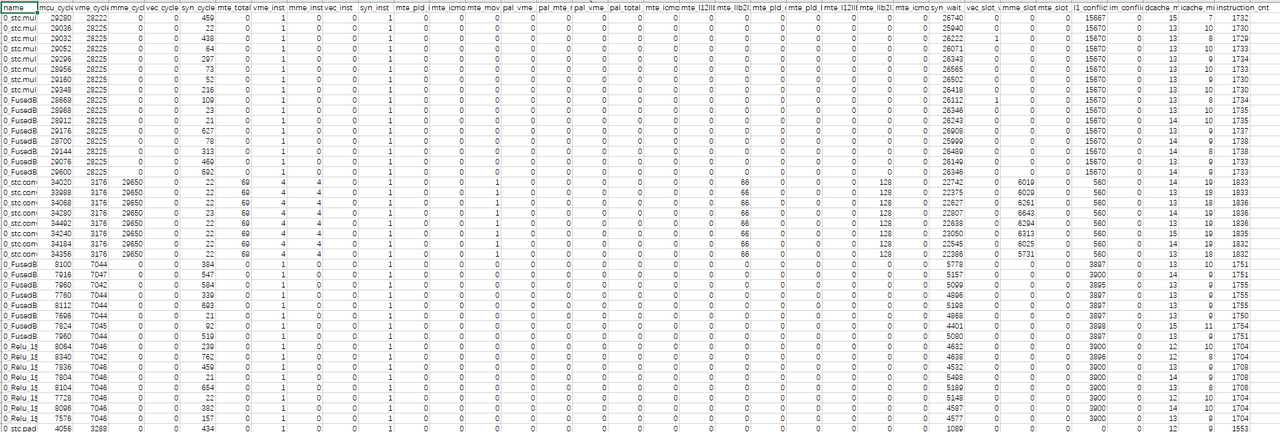 name mcu_cycl vme_cycl mme_cycl vec_cycle syn_cycle mte_total vme_inst mme_inst vec_inst syn_inst mte_pld_ mte_icmo mte_mov_ pal_vme_ pal_mte_ pal_vme_ pal_total_ mte_icmo mte_l12llb mte_llb2l mte_pld_ mte_pld_ mte_l12llb mte_llb2l mte_icmo syn_wait_ vec_slot_ mme_slot mte_slot_ l1_conflic im_confli dcache_m cache_mi instruction_cnt
0_stc.mul 29280 28222 0 0 459 0 1 0 0 1 0 0 0 0 0 0 0 0 0 0 0 0 0 0 0 26740 0 0 0 15667 0 15 7 1732
0_stc.mul 29036 28225 0 0 22 0 1 0 0 1 0 0 0 0 0 0 0 0 0 0 0 0 0 0 0 25940 0 0 0 15670 0 13 10 1730
0_stc.mul 29032 28225 0 0 438 0 1 0 0 1 0 0 0 0 0 0 0 0 0 0 0 0 0 0 0 26222 1 0 0 15670 0 13 8 1729
0_stc.mul 29052 28225 0 0 64 0 1 0 0 1 0 0 0 0 0 0 0 0 0 0 0 0 0 0 0 26071 0 0 0 15670 0 13 10 1733
0_stc.mul 29296 28225 0 0 297 0 1 0 0 1 0 0 0 0 0 0 0 0 0 0 0 0 0 0 0 26343 0 0 0 15670 0 13 9 1734
0_stc.mul 28956 28225 0 0 73 0 1 0 0 1 0 0 0 0 0 0 0 0 0 0 0 0 0 0 0 26565 0 0 0 15670 0 13 10 1733
0_stc.mul 29160 28225 0 0 52 0 1 0 0 1 0 0 0 0 0 0 0 0 0 0 0 0 0 0 0 26502 0 0 0 15670 0 13 9 1730
0_stc.mul 29348 28225 0 0 216 0 1 0 0 1 0 0 0 0 0 0 0 0 0 0 0 0 0 0 0 26418 0 0 0 15670 0 13 10 1730
0_FusedB 28668 28225 0 0 109 0 1 0 0 1 0 0 0 0 0 0 0 0 0 0 0 0 0 0 0 26112 1 0 0 15670 0 13 8 1734
0_FusedB 28968 28225 0 0 23 0 1 0 0 1 0 0 0 0 0 0 0 0 0 0 0 0 0 0 0 26346 0 0 0 15670 0 13 10 1735
0_FusedB 28912 28225 0 0 21 0 1 0 0 1 0 0 0 0 0 0 0 0 0 0 0 0 0 0 0 26243 0 0 0 15670 0 14 10 1735
0_FusedB 29176 28225 0 0 627 0 1 0 0 1 0 0 0 0 0 0 0 0 0 0 0 0 0 0 0 26908 0 0 0 15670 0 13 9 1737
0_FusedB 28700 28225 0 0 78 0 1 0 0 1 0 0 0 0 0 0 0 0 0 0 0 0 0 0 0 25999 0 0 0 15670 0 14 9 1738
0_FusedB 29144 28225 0 0 313 0 1 0 0 1 0 0 0 0 0 0 0 0 0 0 0 0 0 0 0 26489 0 0 0 15670 0 14 8 1738
0_FusedB 29076 28225 0 0 469 0 1 0 0 1 0 0 0 0 0 0 0 0 0 0 0 0 0 0 0 26149 0 0 0 15670 0 13 9 1733
0_FusedB 29600 28225 0 0 692 0 1 0 0 1 0 0 0 0 0 0 0 0 0 0 0 0 0 0 0 26346 0 0 0 15670 0 14 9 1733
0_stc.con 34020 3176 29650 0 22 69 4 4 0 1 0 0 1 0 0 0 0 0 0 66 0 0 0 128 0 22742 0 6019 0 560 0 14 19 1833
0_stc.con 33988 3176 29650 0 22 69 4 4 0 1 0 0 1 0 0 0 0 0 0 66 0 0 0 128 0 22375 0 6029 0 560 0 13 18 1833
0_stc.con 34068 3176 29650 0 22 69 4 4 0 1 0 0 1 0 0 0 0 0 0 66 0 0 0 128 0 22627 0 6261 0 560 0 13 18 1836
0_stc.con 34280 3176 29650 0 23 69 4 4 0 1 0 0 1 0 0 0 0 0 0 66 0 0 0 128 0 22807 0 6643 0 560 0 14 19 1836
0_stc.con 34492 3176 29650 0 22 69 4 4 0 1 0 0 1 0 0 0 0 0 0 66 0 0 0 128 0 22638 0 6294 0 560 0 13 19 1836
0_stc.con 34240 3176 29650 0 22 69 4 4 0 1 0 0 1 0 0 0 0 0 0 66 0 0 0 128 0 23050 0 6313 0 560 0 15 19 1835
0_stc.con 34184 3176 29650 0 22 69 4 4 0 1 0 0 1 0 0 0 0 0 0 66 0 0 0 128 0 22545 0 6025 0 560 0 14 19 1832
0_stc.con 34356 3176 29650 0 22 69 4 4 0 1 0 0 1 0 0 0 0 0 0 66 0 0 0 128 0 22386 0 5731 0 560 0 13 18 1832
0_FusedB 8100 7044 0 0 384 0 1 0 0 1 0 0 0 0 0 0 0 0 0 0 0 0 0 0 0 5778 0 0 0 3897 0 13 10 1751
0_FusedB 7916 7047 0 0 547 0 1 0 0 1 0 0 0 0 0 0 0 0 0 0 0 0 0 0 0 5157 0 0 0 3900 0 14 9 1751
0_FusedB 7960 7042 0 0 584 0 1 0 0 1 0 0 0 0 0 0 0 0 0 0 0 0 0 0 0 5099 0 0 0 3895 0 13 9 1755
0_FusedB 7760 7044 0 0 339 0 1 0 0 1 0 0 0 0 0 0 0 0 0 0 0 0 0 0 0 4896 0 0 0 3897 0 13 9 1755
0_FusedB 8112 7044 0 0 693 0 1 0 0 1 0 0 0 0 0 0 0 0 0 0 0 0 0 0 0 5198 0 0 0 3897 0 13 9 1755
0_FusedB 7696 7044 0 0 21 0 1 0 0 1 0 0 0 0 0 0 0 0 0 0 0 0 0 0 0 4868 0 0 0 3897 0 13 9 1750
0_FusedB 7824 7045 0 0 92 0 1 0 0 1 0 0 0 0 0 0 0 0 0 0 0 0 0 0 0 4401 0 0 0 3898 0 15 11 1754
0_FusedB 7960 7044 0 0 519 0 1 0 0 1 0 0 0 0 0 0 0 0 0 0 0 0 0 0 0 5080 0 0 0 3897 0 13 9 1751
0_Relu_1 8064 7046 0 0 239 0 1 0 0 1 0 0 0 0 0 0 0 0 0 0 0 0 0 0 0 4632 0 0 0 3900 0 12 10 1704
0_Relu_1 8340 7042 0 0 762 0 1 0 0 1 0 0 0 0 0 0 0 0 0 0 0 0 0 0 0 4638 0 0 0 3896 0 12 8 1704
0_Relu_1 7836 7046 0 0 459 0 1 0 0 1 0 0 0 0 0 0 0 0 0 0 0 0 0 0 0 4532 0 0 0 3900 0 13 9 1708
0_Relu_1 7804 7046 0 0 21 0 1 0 0 1 0 0 0 0 0 0 0 0 0 0 0 0 0 0 0 5498 0 0 0 3900 0 14 9 1708
0_Relu_1 8104 7046 0 0 654 0 1 0 0 1 0 0 0 0 0 0 0 0 0 0 0 0 0 0 0 5189 0 0 0 3900 0 13 8 1708
0_Relu_1 7728 7046 0 0 22 0 1 0 0 1 0 0 0 0 0 0 0 0 0 0 0 0 0 0 0 5148 0 0 0 3900 0 12 10 1704
0_Relu_1 8096 7046 0 0 382 0 1 0 0 1 0 0 0 0 0 0 0 0 0 0 0 0 0 0 0 4587 0 0 0 3900 0 14 10 1704
0_Relu_1 7576 7046 0 0 157 0 1 0 0 1 0 0 0 0 0 0 0 0 0 0 0 0 0 0 0 4577 0 0 0 3900 0 13 9 1704
0_stc.pad 4056 3288 0 0 434 0 1 0 0 1 0 0 0 0 0 0 0 0 0 0 0 0 0 0 0 1089 0 0 0 0 0 12 9 1553